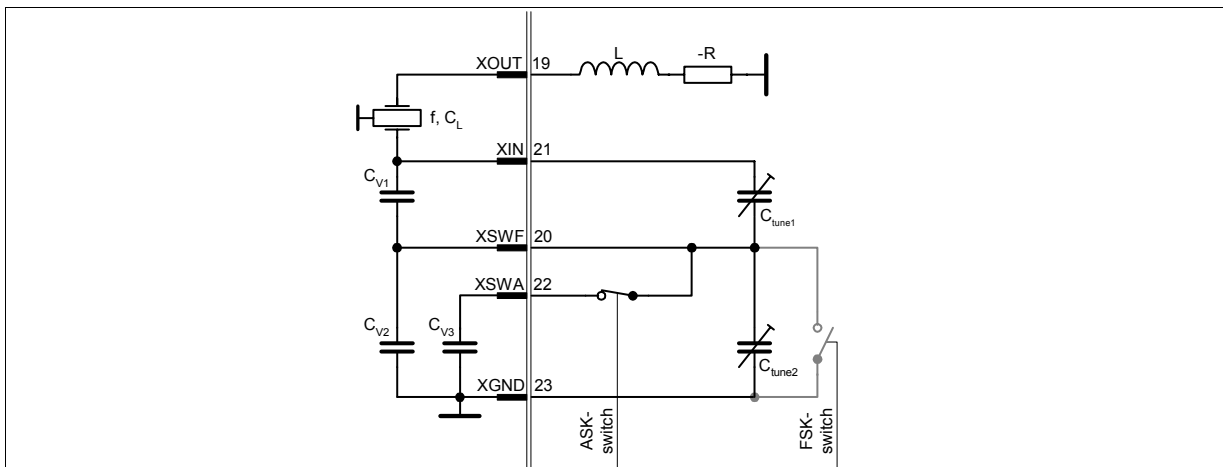 XOUT 19 L -R
f, CL
XIN 21
CV1
Ctune1
XSWF 20
XSWA 22
CV2 CV3
Ctune2
XGND 23
ASK-
switch
FSK-
switch